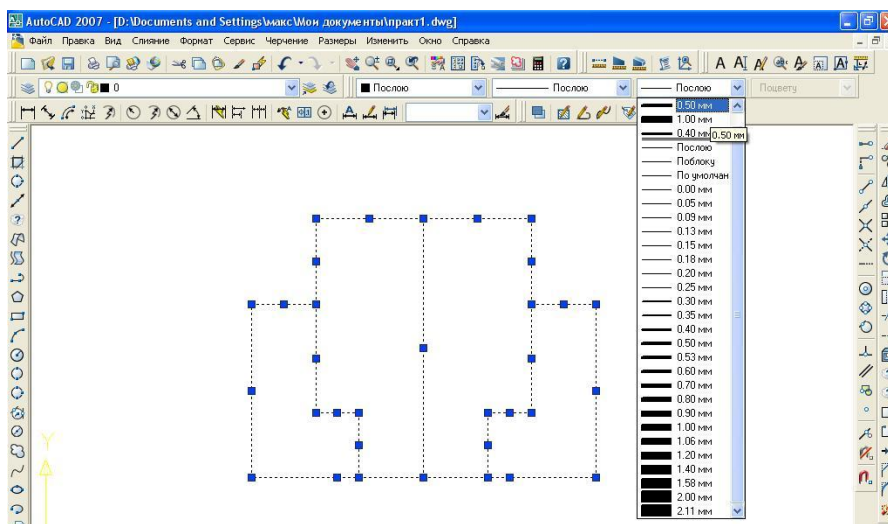 AutoCAD 2007 - [D:\Documents and Settings\макс\Мои документы\практ1.dwg]
Файл Правка Вид Слияние Формат Сервис Черчение Размеры Изменить Окно Справка
0 Послою Послою Послою Поцвету
0.50 мм
1.00 мм
0.40 мм 0.50 мм
Послою
Поблоку
По умолчан
0.00 мм
0.05 мм
0.09 мм
0.13 мм
0.15 мм
0.18 мм
0.20 мм
0.25 мм
0.30 мм
0.35 мм
0.40 мм
0.50 мм
0.53 мм
0.60 мм
0.70 мм
0.80 мм
0.90 мм
1.00 мм
1.06 мм
1.20 мм
1.40 мм
1.58 мм
2.00 мм
2.11 мм
Y